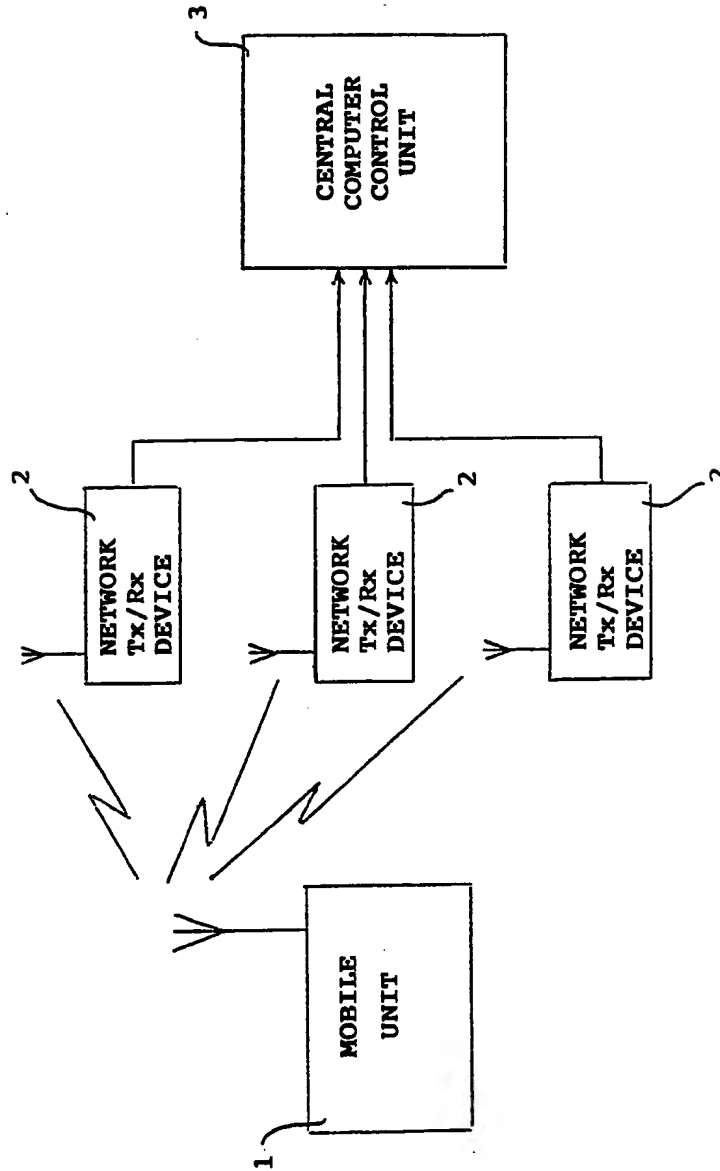 3
CENTRAL
COMPUTER
CONTROL
UNIT
2
NETWORK
Tx/Rx
DEVICE
2
NETWORK
Tx/Rx
DEVICE
2
NETWORK
Tx/Rx
DEVICE
MOBILE
UNIT
1